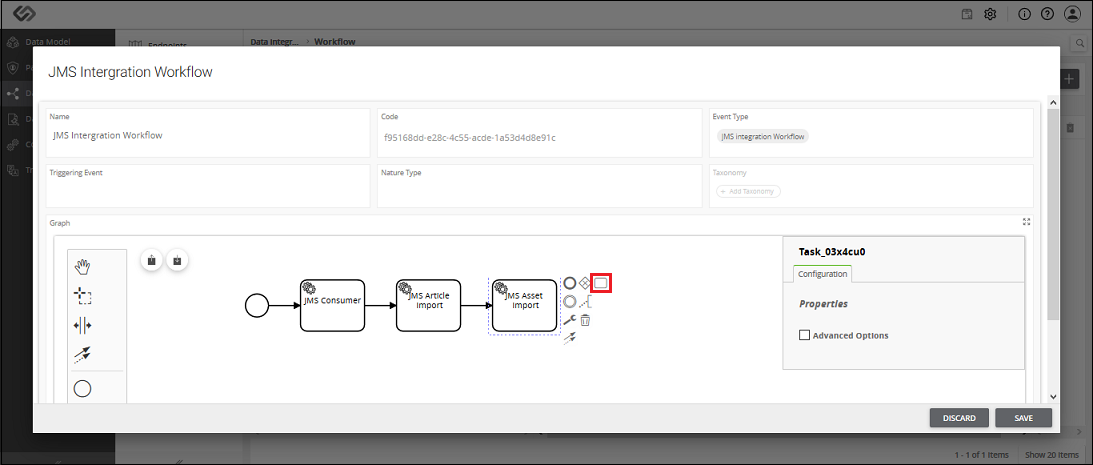 Data Model
Endpoints
Data Integr...
Workflow
JMS Intergration Workflow
Name
JMS Intergration Workflow
Code
f95168dd-e28c-4c55-acde-1a53d4d8e91c
Event Type
JMS integration Workflow
Triggering Event
Nature Type
Taxonomy
+ Add Taxonomy
Graph
JMS Consumer
JMS Article
Import
JMS Asset
Import
Task_03x4cu0
Configuration
Properties
Advanced Options
DISCARD
SAVE
1 - 1 of 1 Items
Show 20 Items